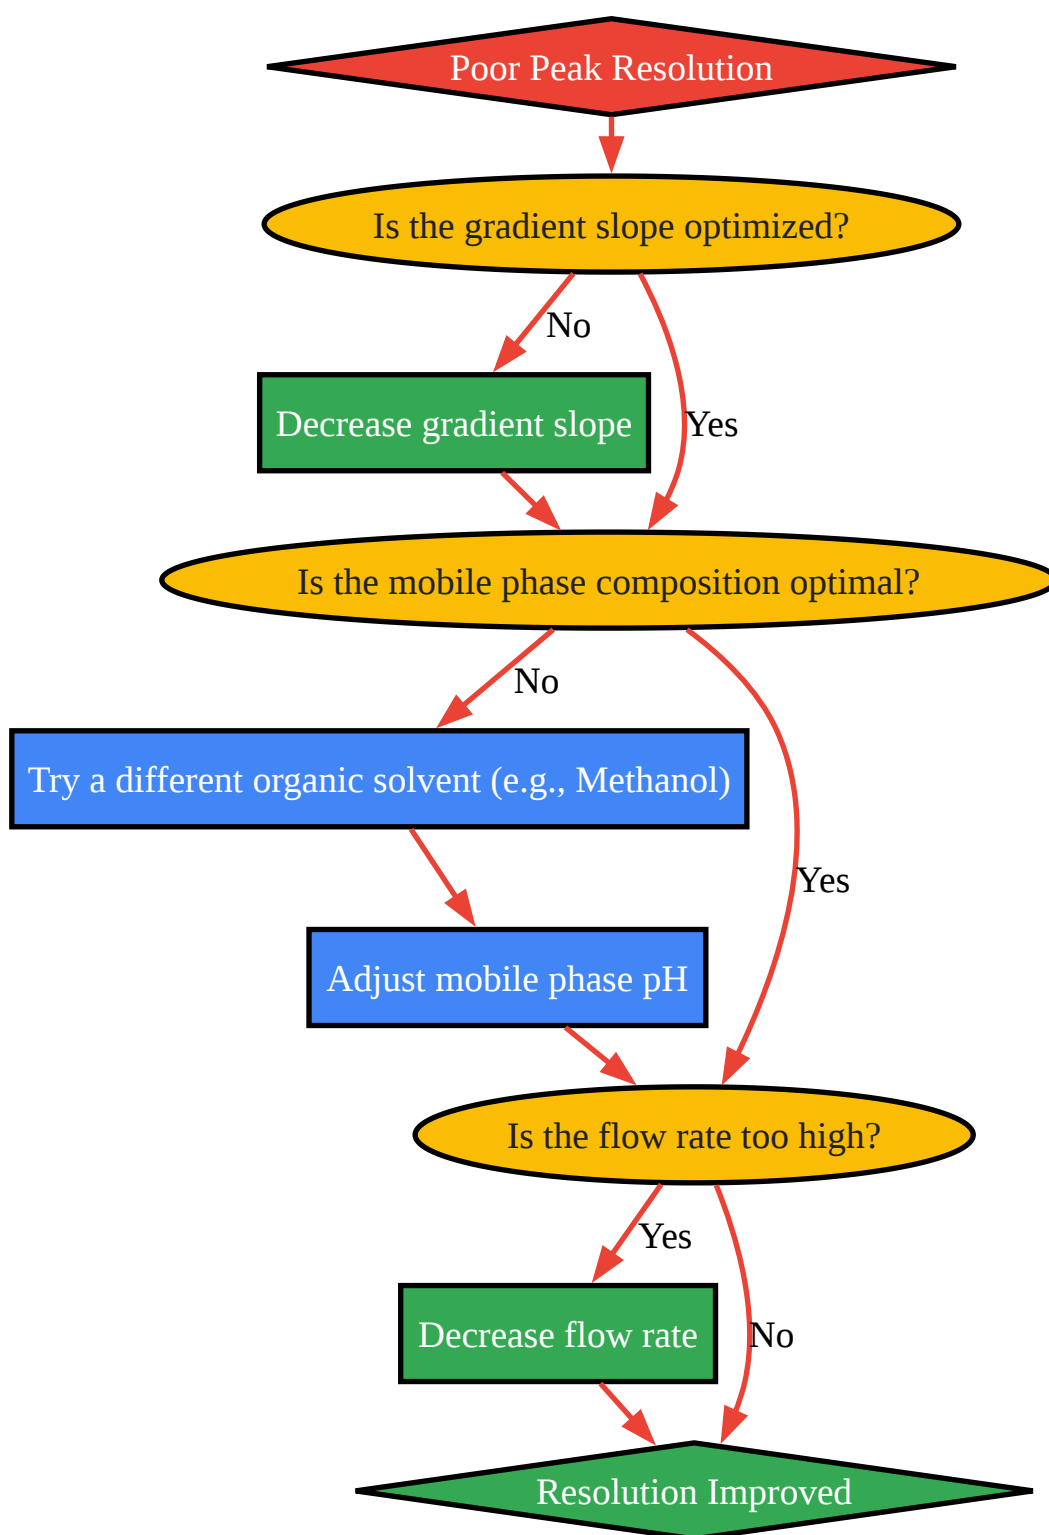 Poor Peak Resolution
Is the gradient slope optimized?
No
Decrease gradient slope
Yes
Is the mobile phase composition optimal?
No
Try a different organic solvent (e.g., Methanol)
Yes
Adjust mobile phase pH
Is the flow rate too high?
Yes
Decrease flow rate
No
Resolution Improved